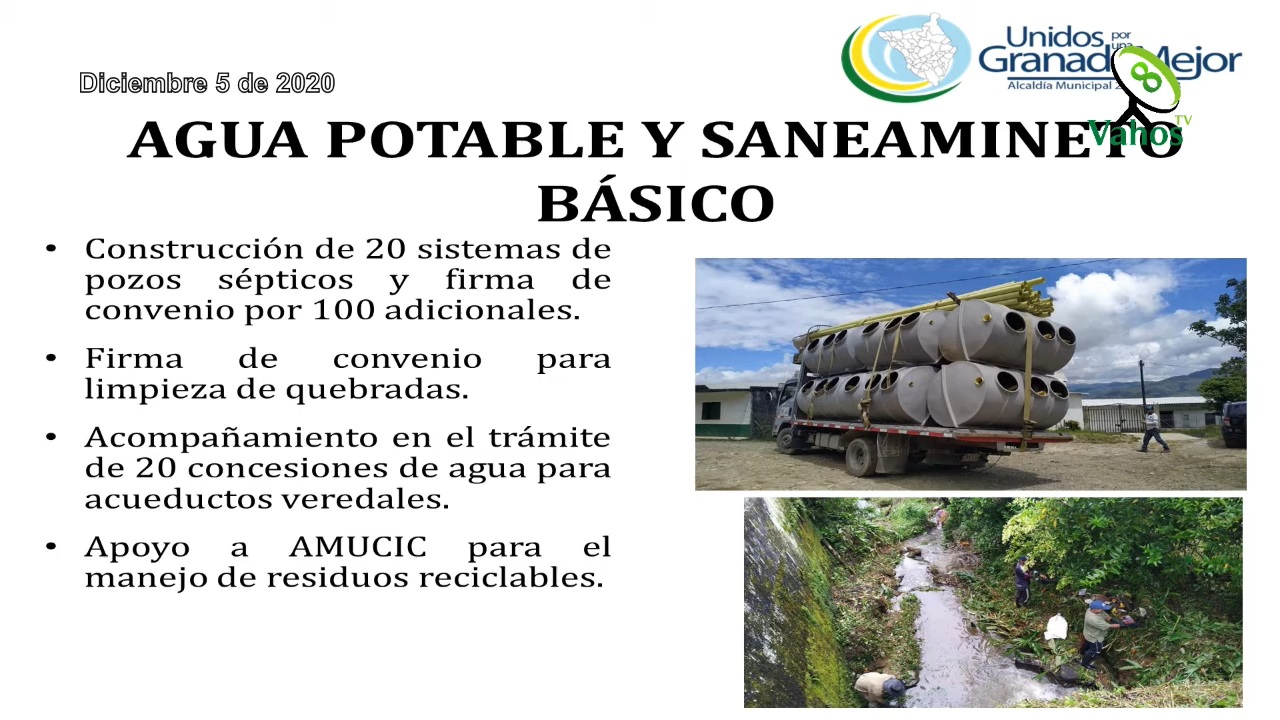 Diciembre 5 de 2020
Unidos por
una
Granada Mejor
Alcaldía Municipal
8
TV
Vahos
AGUA POTABLE Y SANEAMINETO
BÁSICO
• Construcción de 20 sistemas de
pozos sépticos y firma de
convenio por 100 adicionales.
• Firma de convenio para
limpieza de quebradas.
• Acompañamiento en el trámite
de 20 concesiones de agua para
acueductos veredales.
• Apoyo a AMUCIC para el
manejo de residuos reciclables.